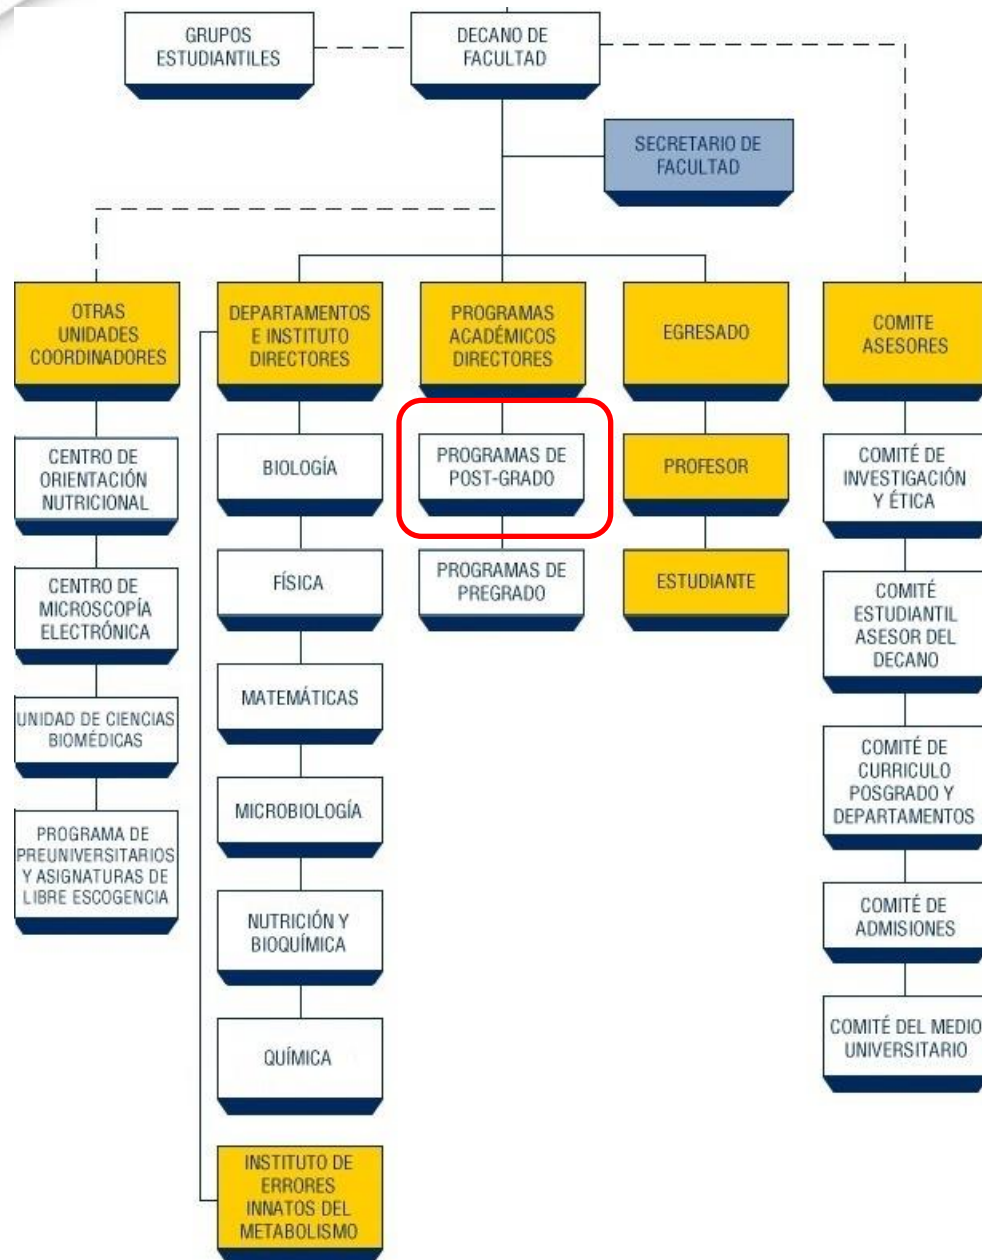 GRUPOS
ESTUDIANTILES
DECANO DE
FACULTAD
SECRETARIO DE
FACULTAD
OTRAS
UNIDADES
COORDINADORES
DEPARTAMENTOS
E INSTITUTO
DIRECTORES
PROGRAMAS
ACADÉMICOS
DIRECTORES
EGRESADO
COMITE
ASESORES
CENTRO DE
ORIENTACIÓN
NUTRICIONAL
CENTRO DE
MICROSCOPÍA
ELECTRÓNICA
UNIDAD DE CIENCIAS
BIOMÉDICAS
PROGRAMA DE
PREUNIVERSITARIOS
Y ASIGNATURAS DE
LIBRE ESCOGENCIA
BIOLOGÍA
FÍSICA
MATEMÁTICAS
MICROBIOLOGÍA
NUTRICIÓN Y
BIOQUÍMICA
QUÍMICA
INSTITUTO DE
ERRORES
INNATOS DEL
METABOLISMO
PROGRAMAS DE
POST-GRADO
PROGRAMAS DE
PREGRADO
PROFESOR
ESTUDIANTE
COMITÉ DE
INVESTIGACIÓN
Y ÉTICA
COMITÉ
ESTUDIANTIL
ASESOR DEL
DECANO
COMITÉ DE
CURRICULO
POSGRADO Y
DEPARTAMENTOS
COMITÉ DE
ADMISIONES
COMITÉ DEL MEDIO
UNIVERSITARIO